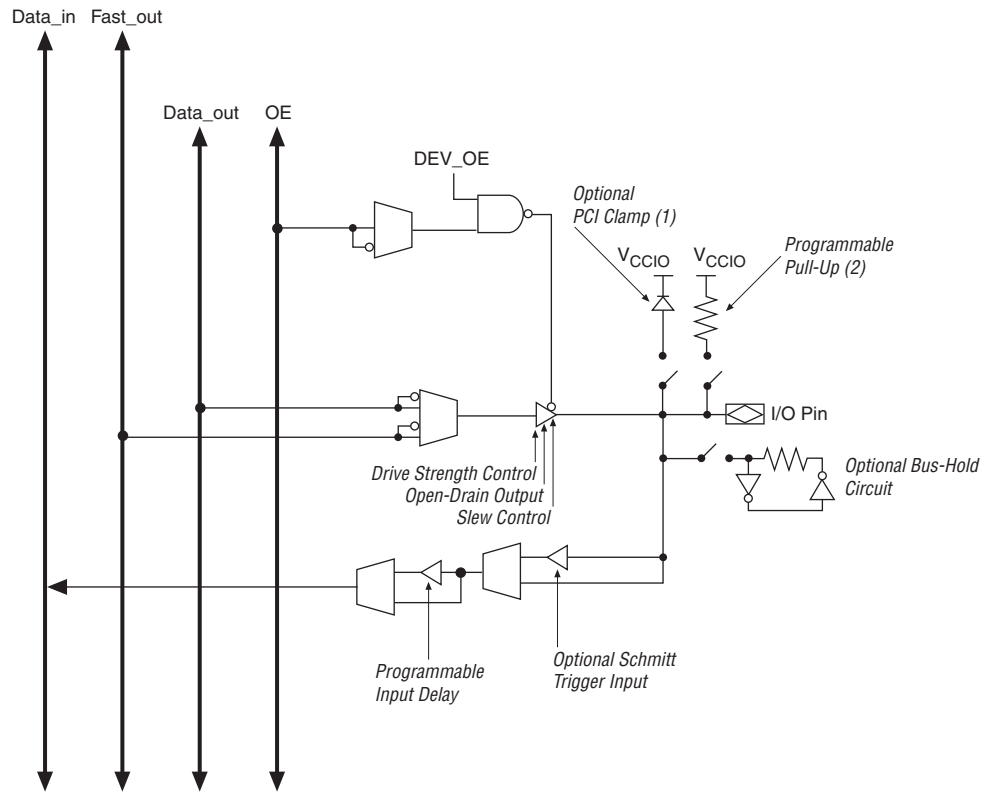 Data_in Fast_out
Data_out OE
DEV_OE
Optional
PCI Clamp (1)
VCCIO VCCIO
Programmable
Pull-Up (2)
I/O Pin
Drive Strength Control
Open-Drain Output
Slew Control
Optional Bus-Hold
Circuit
Programmable
Input Delay
Optional Schmitt
Trigger Input